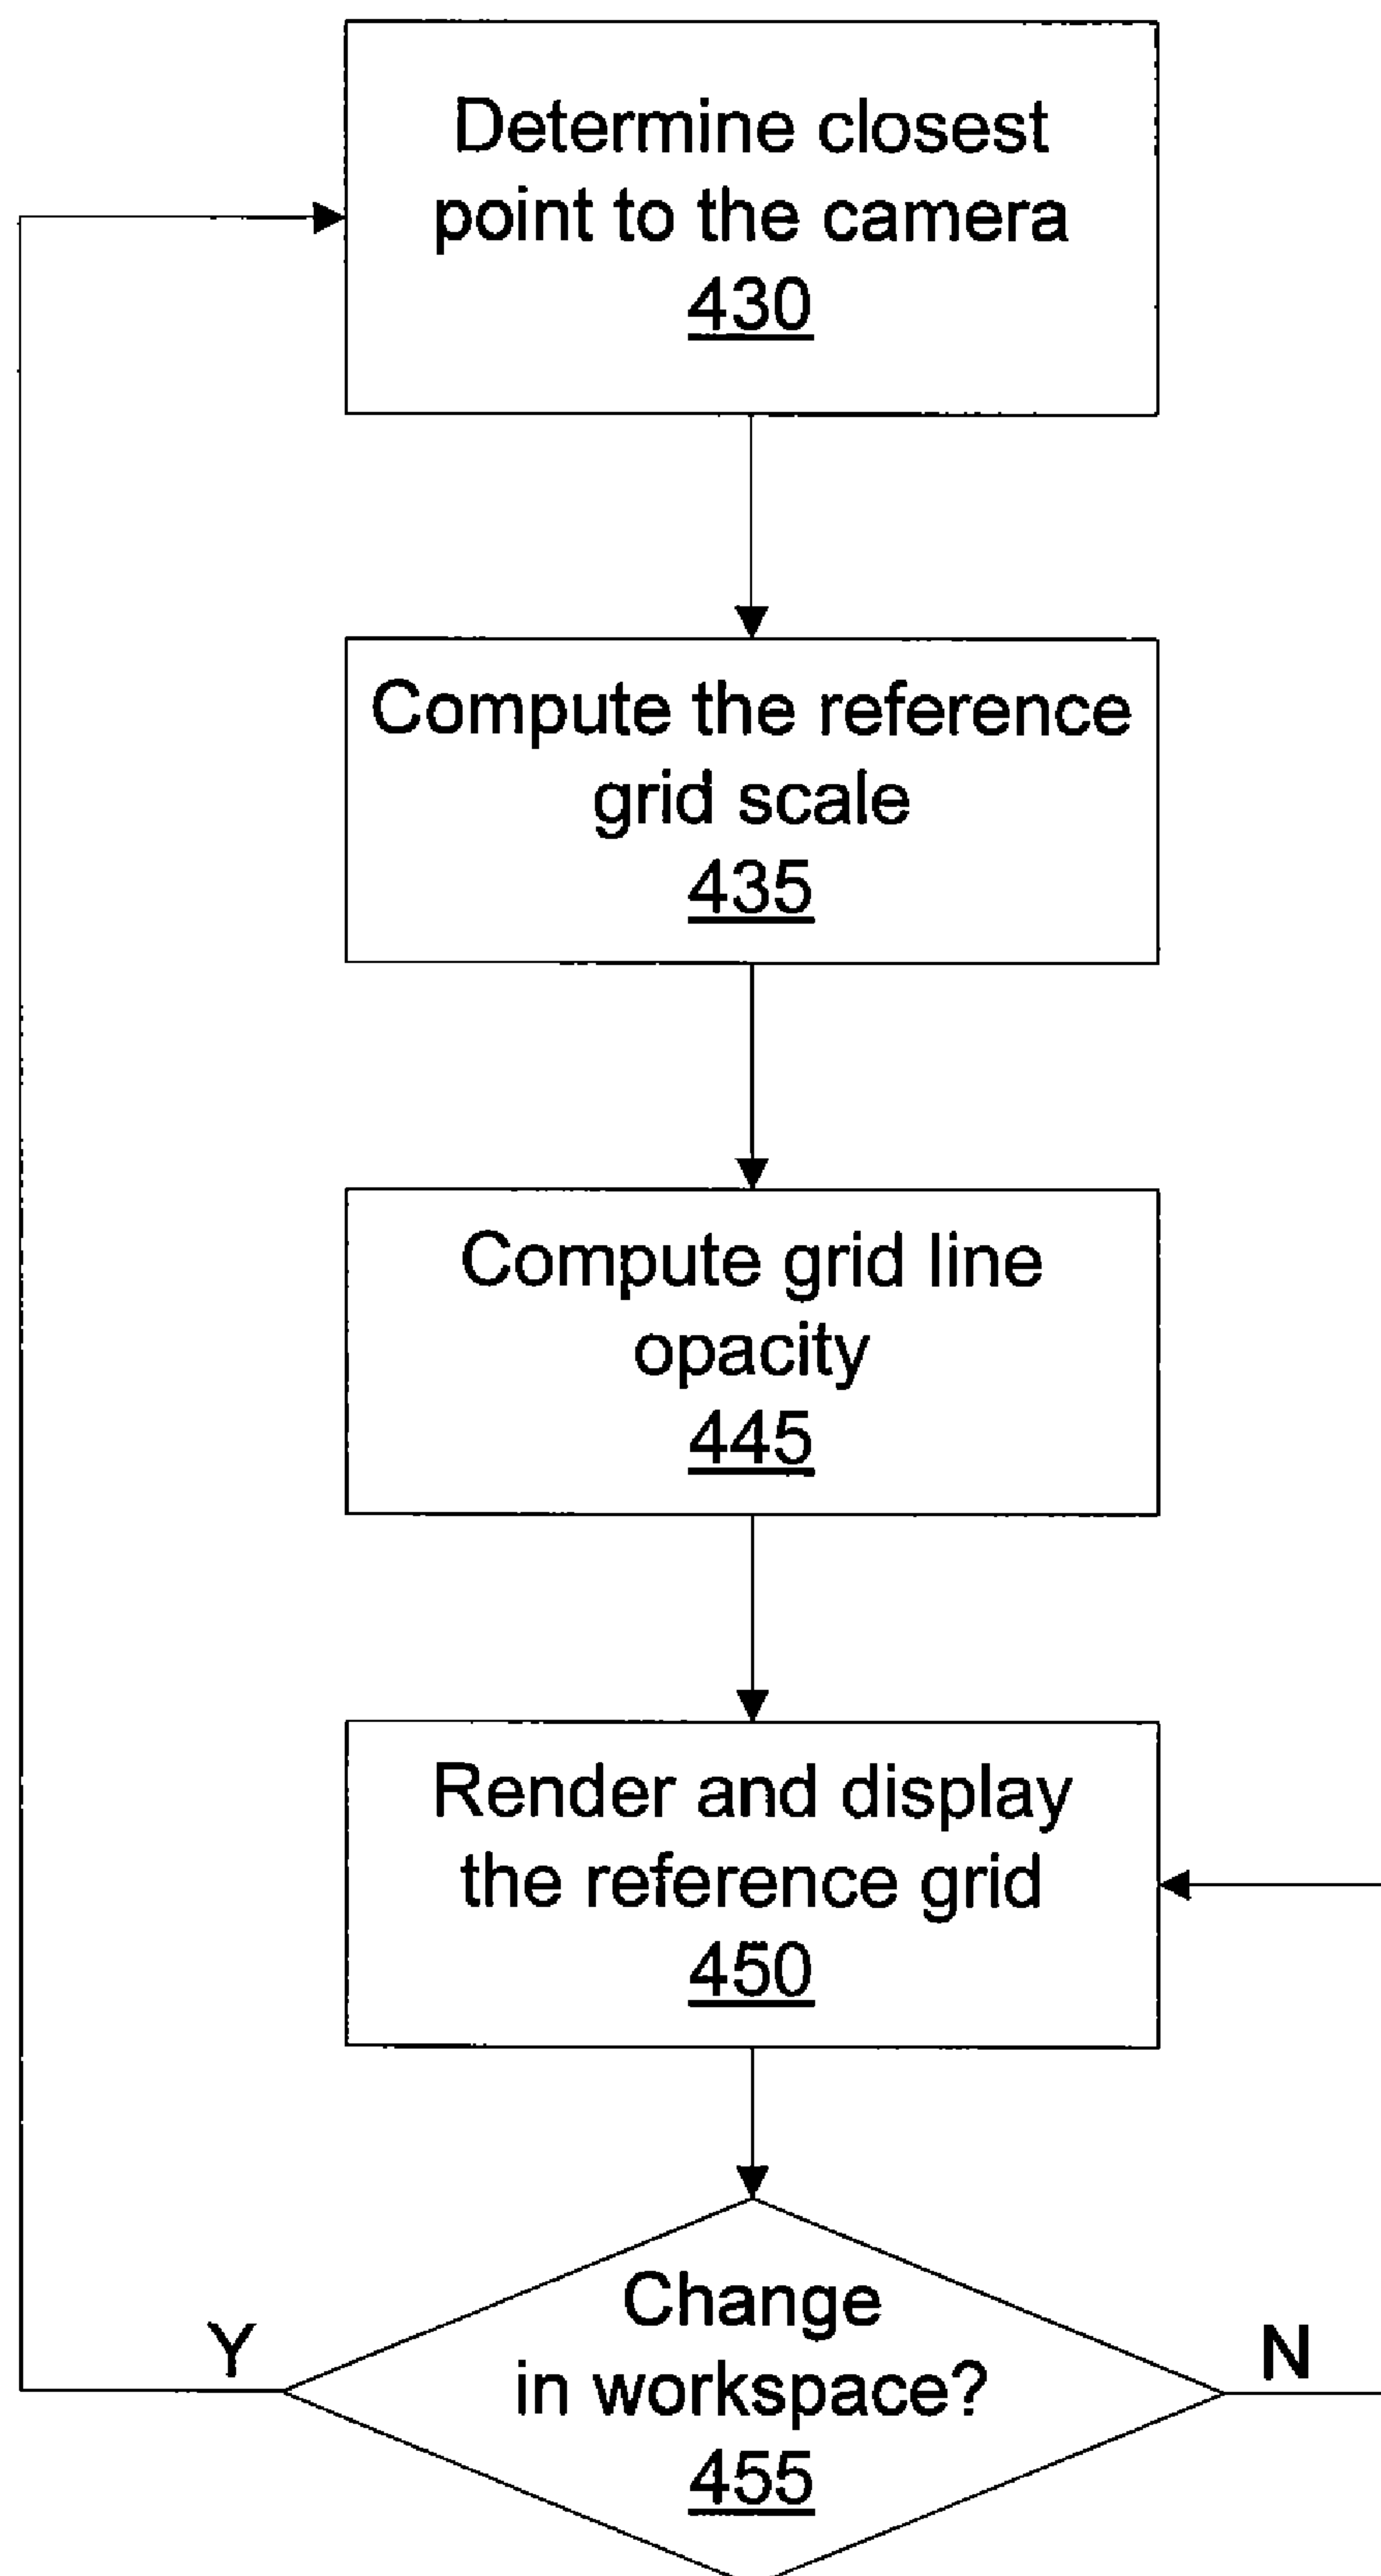 Determine closest
point to the camera
430
Compute the reference
grid scale
435
Compute grid line
opacity
445
Render and display
the reference grid
450
Change
in workspace?
455
Y
N